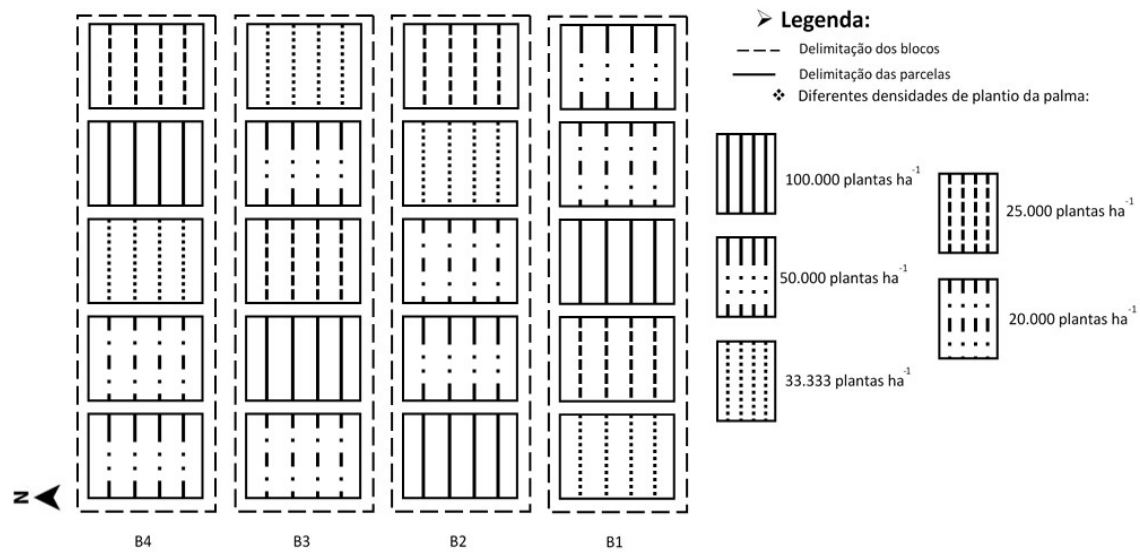 Legenda:
Delimitação dos blocos
Delimitação das parcelas
Diferentes densidades de plantio da palma:
100.000 plantas ha⁻¹
25.000 plantas ha⁻¹
50.000 plantas ha⁻¹
20.000 plantas ha⁻¹
33.333 plantas ha⁻¹
N
B4 B3 B2 B1